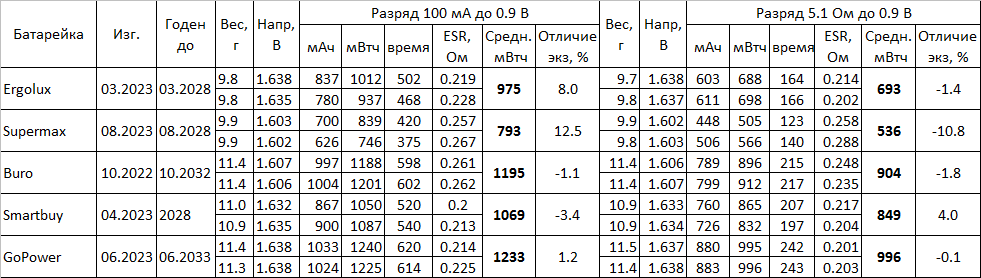 Батарейка Изг. Годен до Вес, г Напр, В Разряд 100 мА до 0.9 В Вес, г Напр, В Разряд 5.1 Ом до 0.9 В
мАч мВтч время ESR, Ом Средн. мВтч Отличие экз, % мАч мВтч время ESR, Ом Средн. мВтч Отличие экз, %
Ergolux 03.2023 03.2028 9.8 1.638 837 1012 502 0.219 975 8.0 9.7 1.638 603 688 164 0.214 693 -1.4
9.8 1.635 780 937 468 0.228 9.8 1.637 611 698 166 0.202
Supermax 08.2023 08.2028 9.9 1.603 700 839 420 0.257 793 12.5 9.9 1.602 448 505 123 0.258 536 -10.8
9.9 1.602 626 746 375 0.267 9.8 1.603 506 566 140 0.288
Buro 10.2022 10.2032 11.4 1.607 997 1188 598 0.261 1195 -1.1 11.4 1.606 789 896 215 0.248 904 -1.8
11.4 1.606 1004 1201 602 0.262 11.4 1.607 799 912 217 0.235
Smartbuy 04.2023 2028 11.0 1.632 867 1050 520 0.2 1069 -3.4 10.9 1.633 760 865 207 0.217 849 4.0
10.9 1.635 900 1087 540 0.213 10.9 1.634 726 832 197 0.204
GoPower 06.2023 06.2033 11.4 1.638 1033 1240 620 0.214 1233 1.2 11.5 1.637 880 995 242 0.201 996 -0.1
11.3 1.638 1024 1225 614 0.225 11.4 1.638 883 996 243 0.203